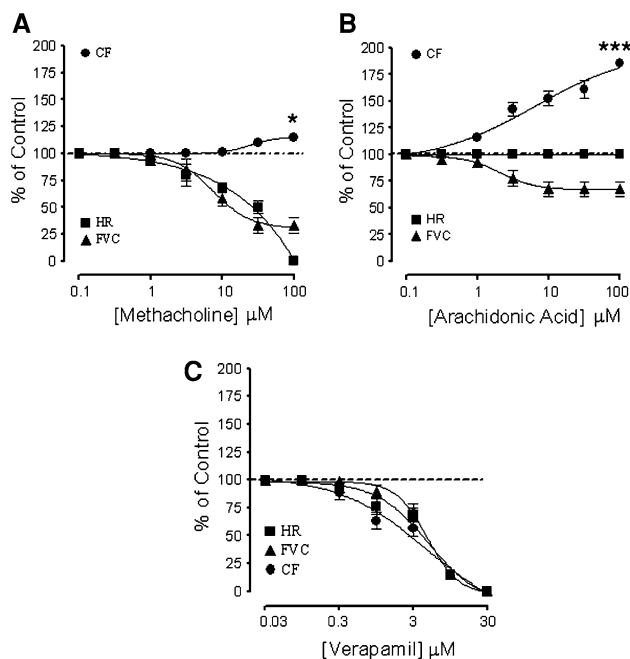 A
CF
*
% of Control
200
175
150
125
100
75
50
25
0
HR
FVC
0.1 1 10 100
[Methacholine] µM
B
CF
***
% of Control
200
175
150
125
100
75
50
25
0
HR
FVC
0.1 1 10 100
[Arachidonic Acid] µM
C
% of Control
200
175
150
125
100
75
50
25
0
HR
FVC
CF
0.03 0.3 3 30
[Verapamil] µM